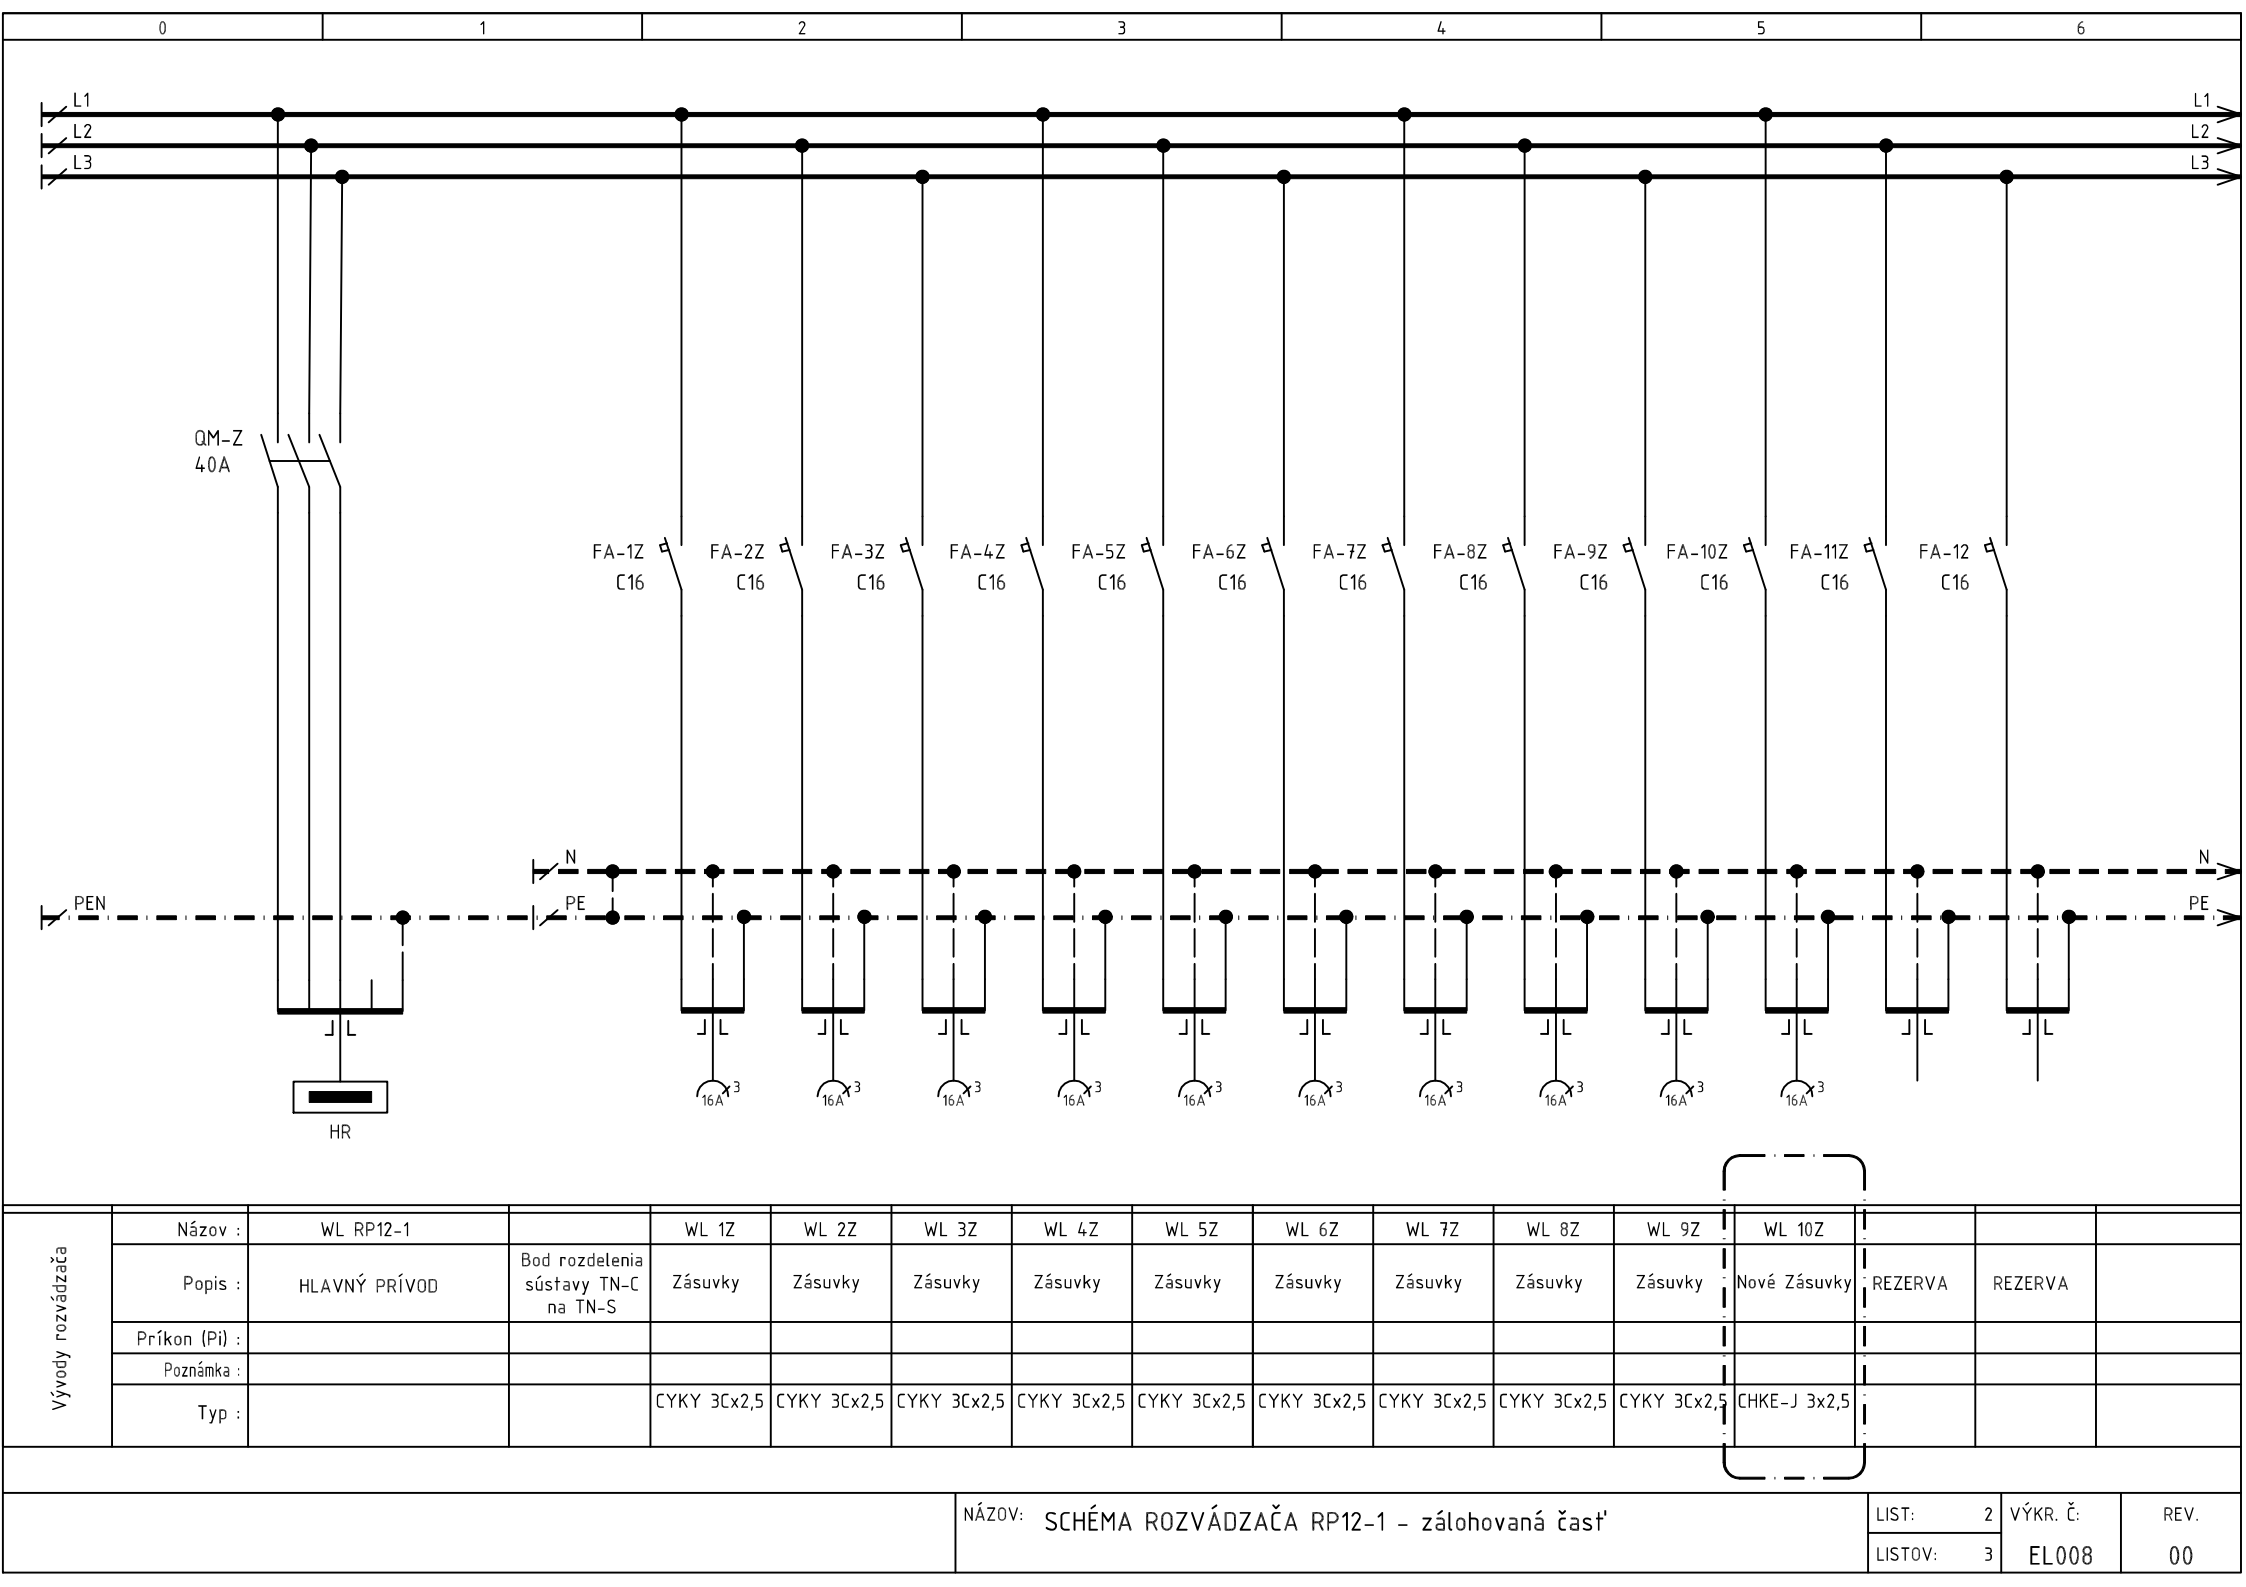 0 1 2 3 4 5 6
L1 L1
L2 L2
L3 L3
QM-Z
40A
FA-1Z FA-2Z FA-3Z FA-4Z FA-5Z FA-6Z FA-7Z FA-8Z FA-9Z FA-10Z FA-11Z FA-12
C16 C16 C16 C16 C16 C16 C16 C16 C16 C16 C16 C16
N N
PEN PE PE
3 3 3 3 3 3 3 3 3 3
16A 16A 16A 16A 16A 16A 16A 16A 16A 16A
HR
Vývody rozvádzača
Názov : WL RP12-1 WL 1Z WL 2Z WL 3Z WL 4Z WL 5Z WL 6Z WL 7Z WL 8Z WL 9Z WL 10Z
Popis : HLAVNÝ PRÍVOD
Bod rozdelenia
sústavy TN-C
na TN-S
Zásuvky Zásuvky Zásuvky Zásuvky Zásuvky Zásuvky Zásuvky Zásuvky Zásuvky Nové Zásuvky REZERVA REZERVA
Príkon (Pi) :
Poznámka :
Typ : CYKY 3Cx2,5 CYKY 3Cx2,5 CYKY 3Cx2,5 CYKY 3Cx2,5 CYKY 3Cx2,5 CYKY 3Cx2,5 CYKY 3Cx2,5 CYKY 3Cx2,5 CYKY 3Cx2,5 CHKE-J 3x2,5
NÁZOV: SCHÉMA ROZVÁDZAČA RP12-1 - zálohovaná časť
LIST: 2
LISTOV: 3
VÝKR. Č:
EL008
REV.
00